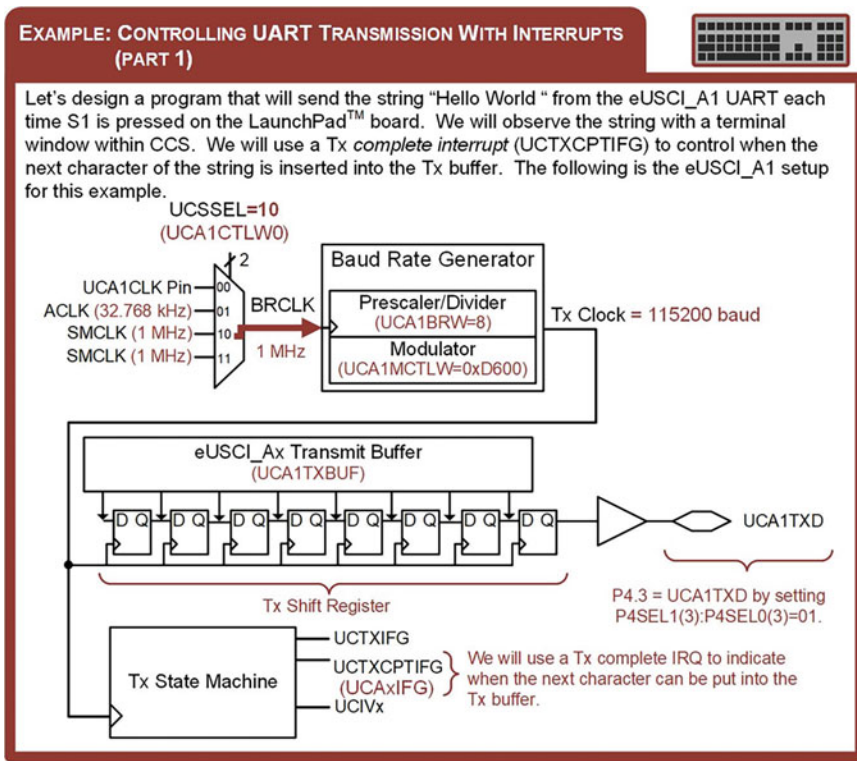 EXAMPLE: CONTROLLING UART TRANSMISSION WITH INTERRUPTS
(PART 1)
Let's design a program that will send the string "Hello World " from the eUSCI_A1 UART each
time S1 is pressed on the LaunchPad™ board. We will observe the string with a terminal
window within CCS. We will use a Tx complete interrupt (UCTXCPTIFG) to control when the
next character of the string is inserted into the Tx buffer. The following is the eUSCI_A1 setup
for this example.
UCSSEL=10
(UCA1CTLW0)
2
UCA1CLK Pin
00
ACLK (32.768 kHz)
01
SMCLK (1 MHz)
10
SMCLK (1 MHz)
11
BRCLK
1 MHz
Baud Rate Generator
Prescaler/Divider
(UCA1BRW=8)
Modulator
(UCA1MCTLW=0xD600)
Tx Clock = 115200 baud
eUSCI_Ax Transmit Buffer
(UCA1TXBUF)
D Q D Q D Q D Q D Q D Q D Q D Q
UCA1TXD
Tx Shift Register
P4.3 = UCA1TXD by setting
P4SEL1(3):P4SEL0(3)=01.
Tx State Machine
UCTXIFG
UCTXCPTIFG
(UCAxIFG)
UCIVx
We will use a Tx complete IRQ to indicate
when the next character can be put into the
Tx buffer.